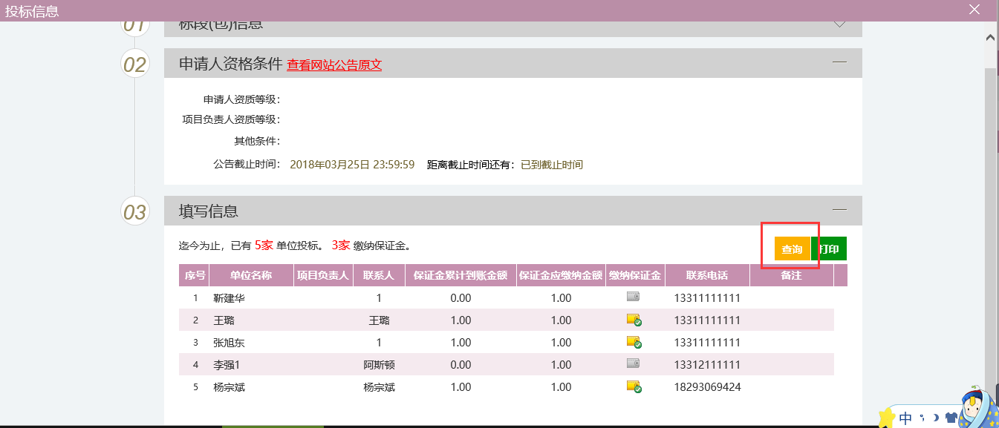 投标信息
01 标段(包)信息
02 申请人资格条件 查看网站公告原文
申请人资质等级：
项目负责人资质等级：
其他条件：
公告截止时间： 2018年03月25日 23:59:59 距离截止时间还有：已到截止时间
03 填写信息
迄今为止，已有 5家 单位投标。 3家 缴纳保证金。 查询 打印
序号 单位名称 项目负责人 联系人 保证金累计到账金额 保证金应缴纳金额 缴纳保证金 联系电话 备注
1 靳建华 1 0.00 1.00 13311111111
2 王璐 王璐 1.00 1.00 13311111111
3 张旭东 1 1.00 1.00 13311111111
4 李强1 阿斯顿 0.00 1.00 13312111111
5 杨宗斌 杨宗斌 1.00 1.00 18293069424
中